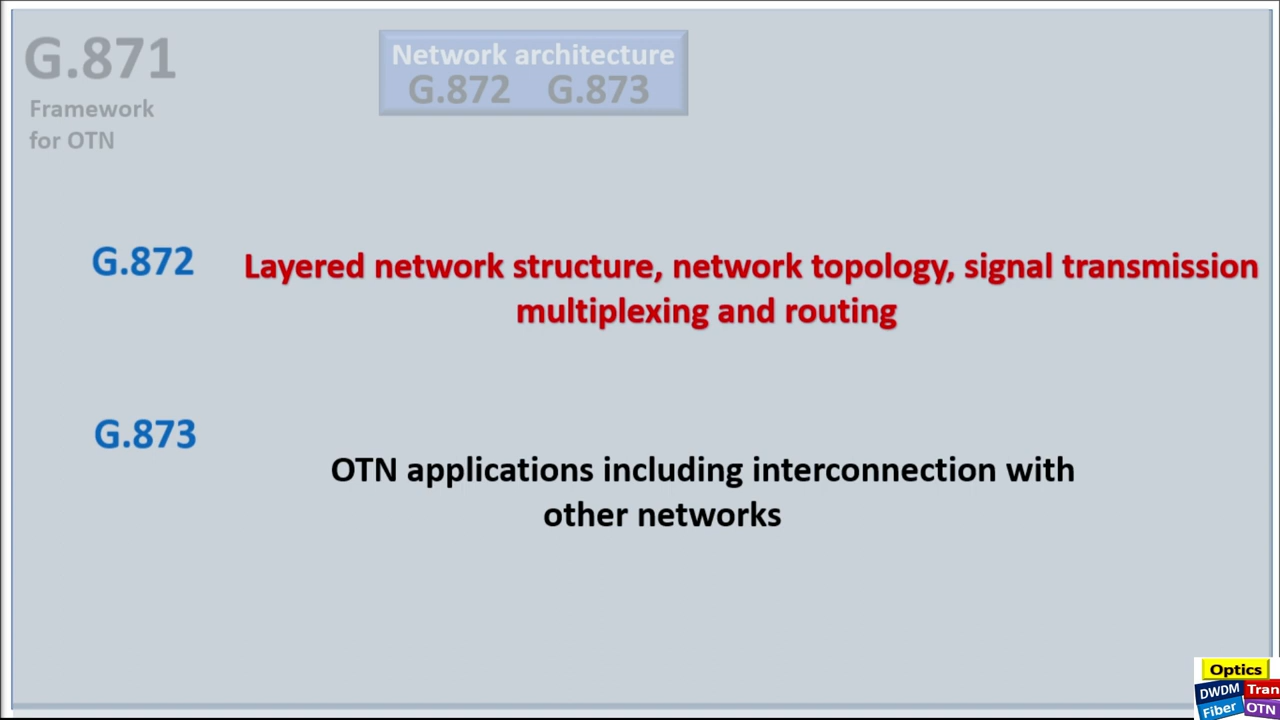 G.871
Framework
for OTN
Network architecture
G.872 G.873
G.872
Layered network structure, network topology, signal transmission
multiplexing and routing
G.873
OTN applications including interconnection with
other networks
Optics
DWDM Tran
Fiber OTN